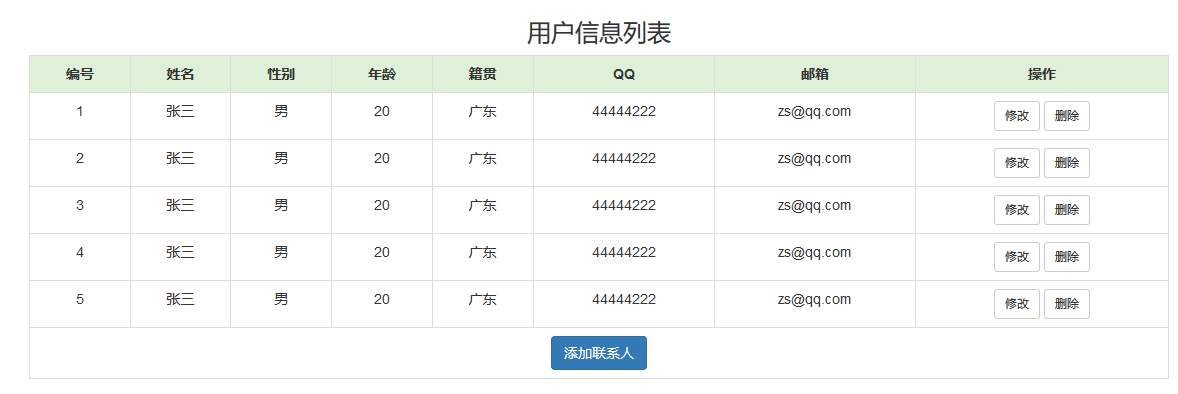 用户信息列表
编号 姓名 性别 年龄 籍贯 QQ 邮箱 操作
1 张三 男 20 广东 44444222 zs@qq.com 修改 删除
2 张三 男 20 广东 44444222 zs@qq.com 修改 删除
3 张三 男 20 广东 44444222 zs@qq.com 修改 删除
4 张三 男 20 广东 44444222 zs@qq.com 修改 删除
5 张三 男 20 广东 44444222 zs@qq.com 修改 删除
添加联系人